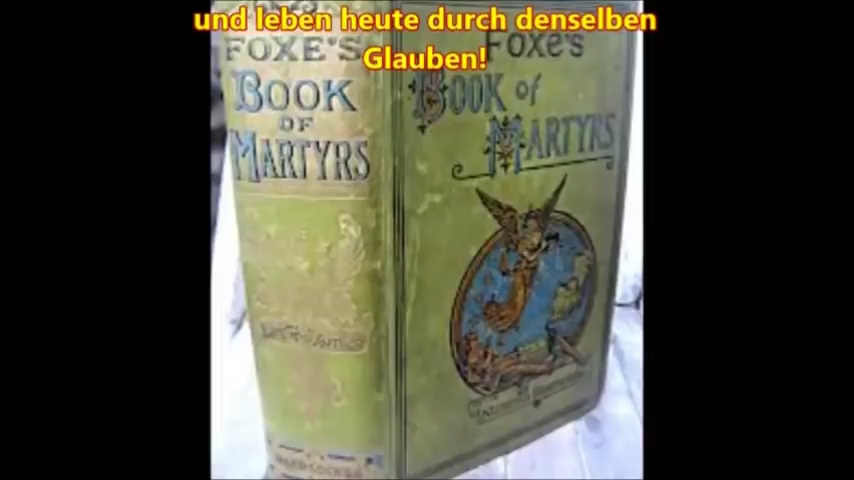 und leben heute durch denselben
Glauben!
FOXE'S
BOOK
OF
MARTYRS
Foxe's
BOOK of
MARTYRS